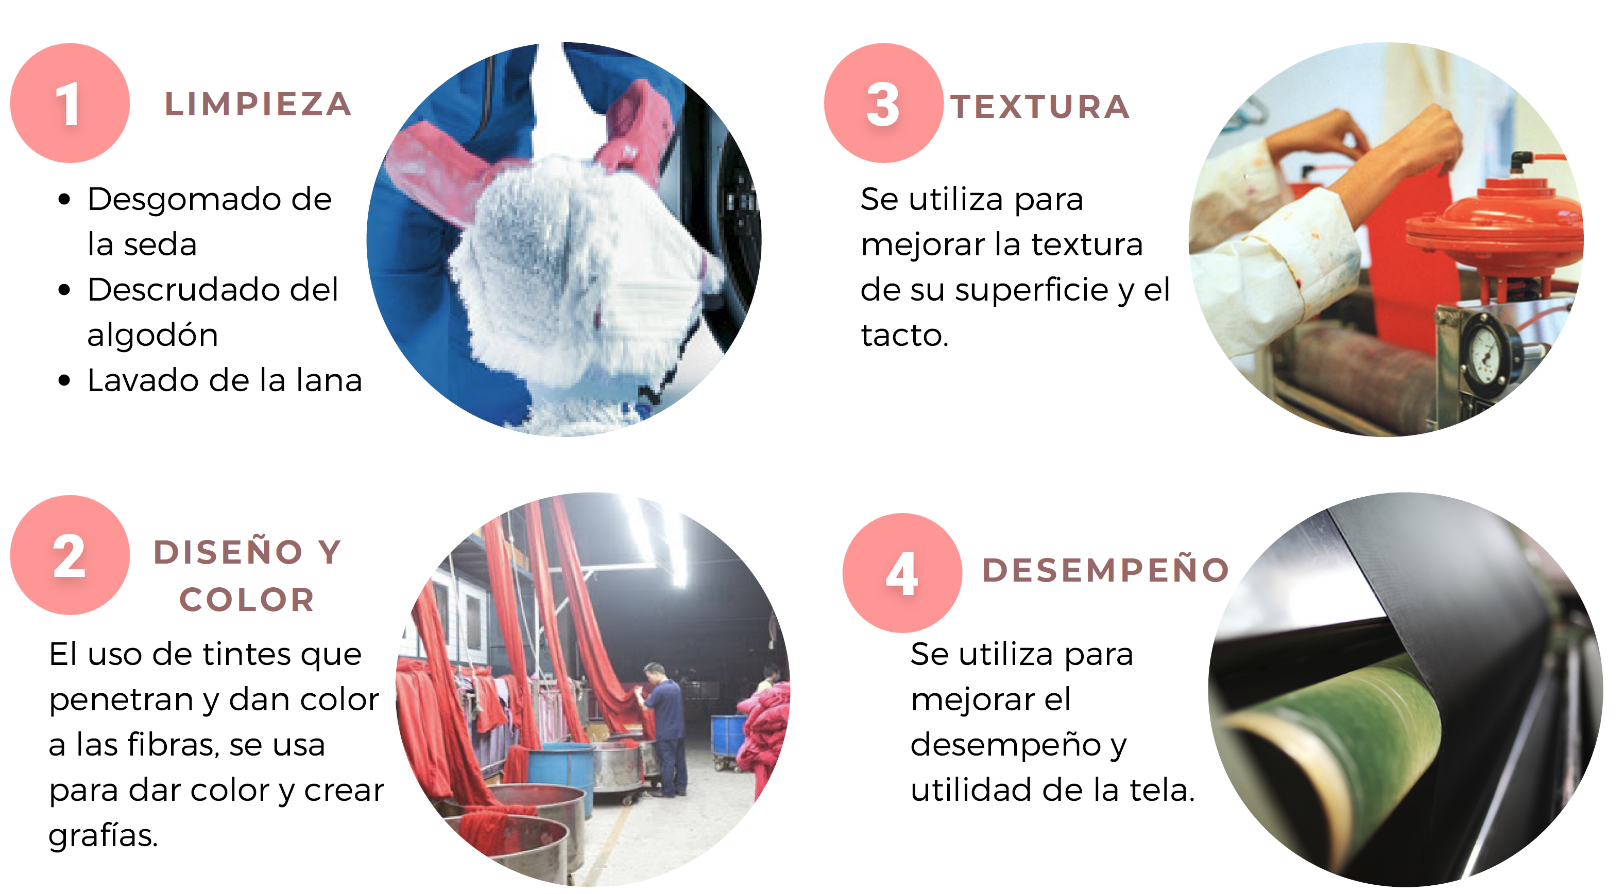 1
LIMPIEZA
• Desgomado de
la seda
• Descrudado del
algodón
• Lavado de la lana
2
DISEÑO Y
COLOR
El uso de tintes que
penetran y dan color
a las fibras, se usa
para dar color y crear
grafías.
3
TEXTURA
Se utiliza para
mejorar la textura
de su superficie y el
tacto.
4
DESEMPEÑO
Se utiliza para
mejorar el
desempeño y
utilidad de la tela.